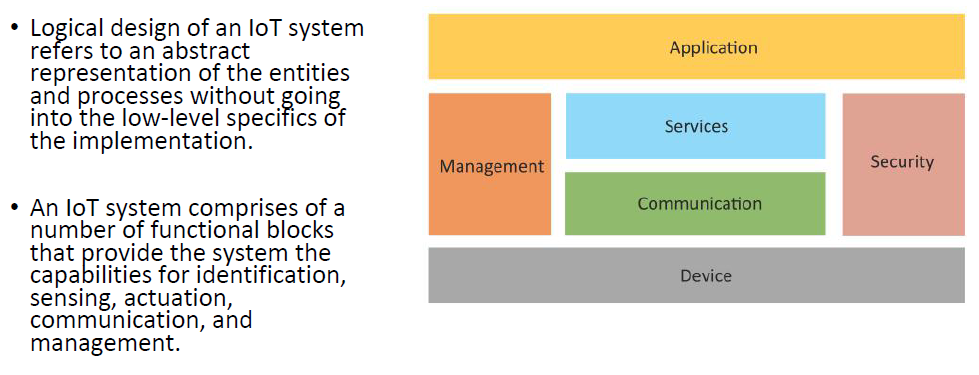 • Logical design of an IoT system
refers to an abstract
representation of the entities
and processes without going
into the low-level specifics of
the implementation.
• An IoT system comprises of a
number of functional blocks
that provide the system the
capabilities for identification,
sensing, actuation,
communication, and
management.
Application
Management
Services
Communication
Security
Device